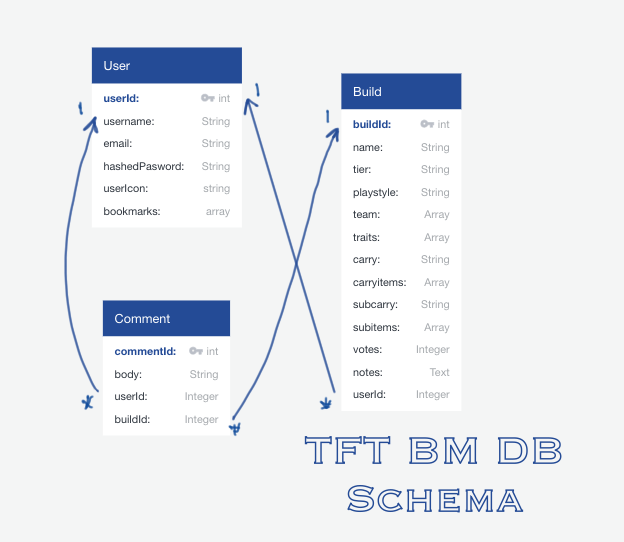 User
userId: int
username: String
email: String
hashedPasword: String
userIcon: string
bookmarks: array
1
1
Build
buildId: int
name: String
tier: String
playstyle: String
team: Array
traits: Array
carry: String
carryitems: Array
subcarry: String
subitems: Array
votes: Integer
notes: Text
userId: Integer
1
*
Comment
commentId: int
body: String
userId: Integer
buildId: Integer
*
*
TFT BM DB
Schema